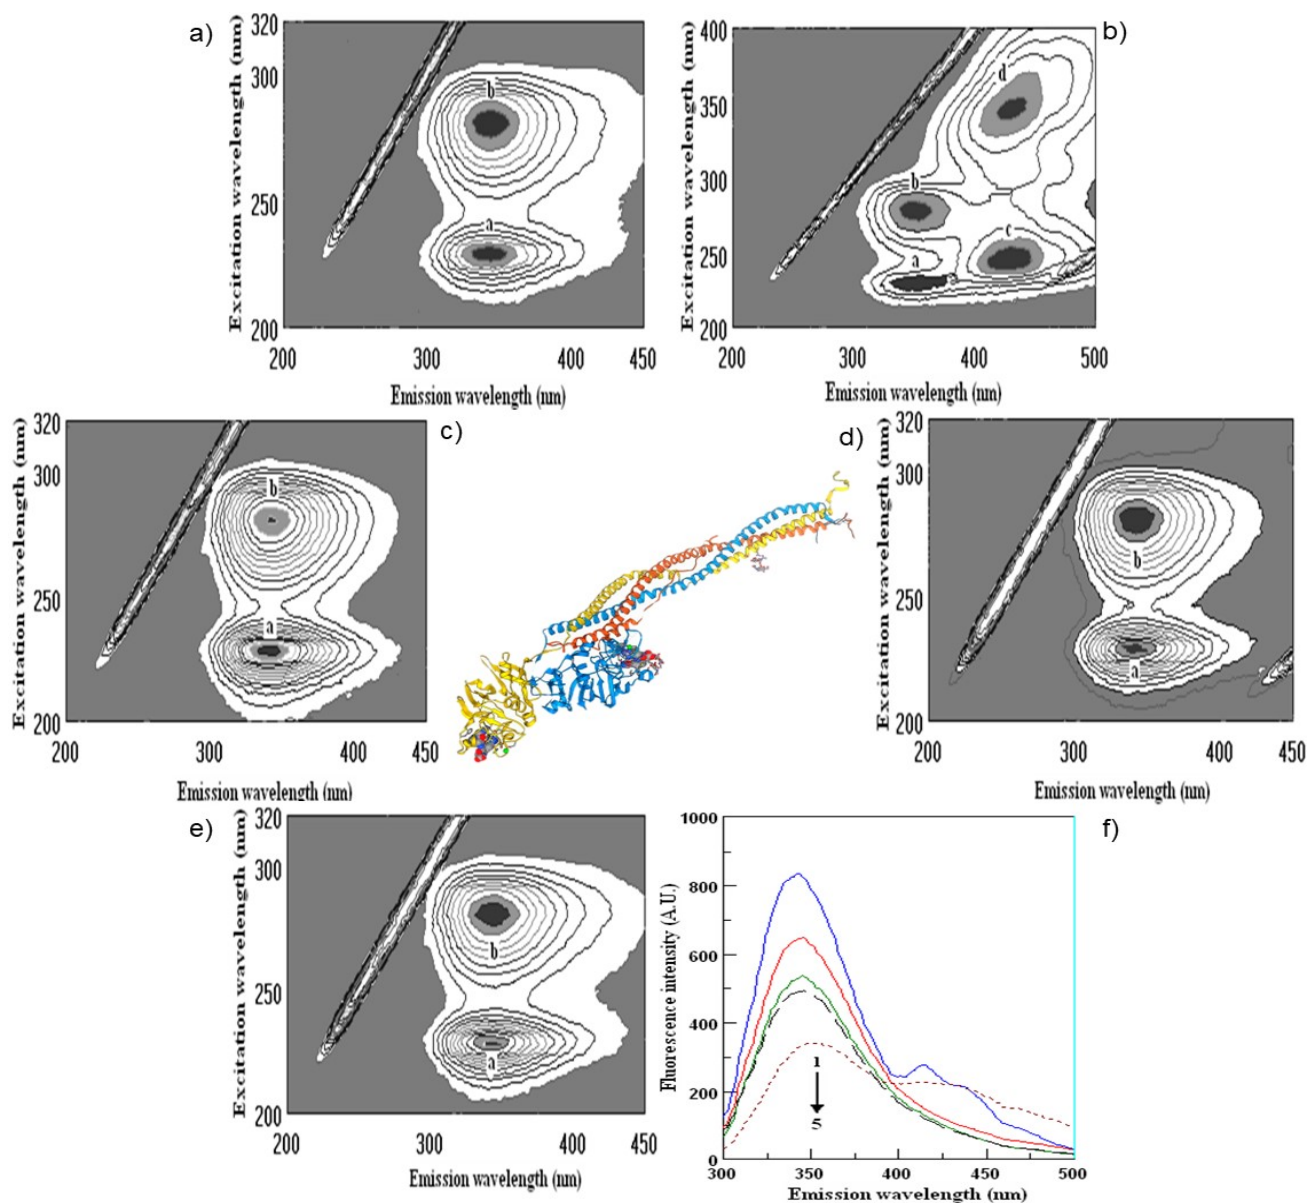 a)
Excitation wavelength (nm)
320
300
250
200
b
a
200 300 400 450
Emission wavelength (nm)
b)
Excitation wavelength (nm)
400
350
300
250
200
d
b
c
a
200 300 400 500
Emission wavelength (nm)
c)
Excitation wavelength (nm)
320
300
250
200
b
a
200 300 400 450
Emission wavelength (nm)
d)
Excitation wavelength (nm)
320
300
250
200
b
a
200 300 400 450
Emission wavelength (nm)
e)
Excitation wavelength (nm)
320
300
250
200
b
a
200 300 400 450
Emission wavelength (nm)
f)
Fluorescence intensity (A.U.)
1000
800
600
400
200
0
1
5
300 350 400 450 500
Emission wavelength (nm)